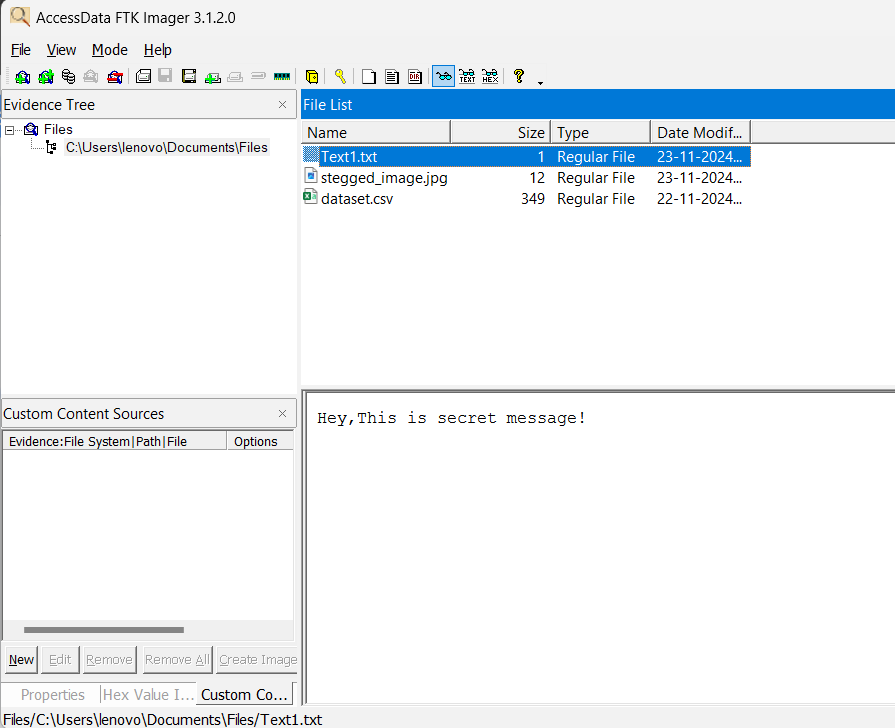 AccessData FTK Imager 3.1.2.0
File View Mode Help
TEXT HEX
Evidence Tree
Files
C:\Users\lenovo\Documents\Files
File List
Name Size Type Date Modif...
Text1.txt 1 Regular File 23-11-2024...
stegged_image.jpg 12 Regular File 23-11-2024...
dataset.csv 349 Regular File 22-11-2024...
Custom Content Sources
Evidence:File System|Path|File Options
New Edit Remove Remove All Create Image
Properties Hex Value I... Custom Co...
Hey,This is secret message!
Files/C:\Users\lenovo\Documents\Files/Text1.txt